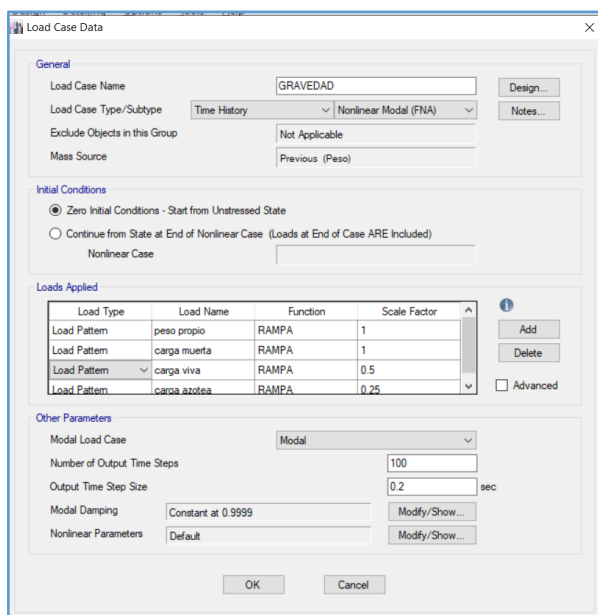 Load Case Data
General
Load Case Name GRAVEDAD Design...
Load Case Type/Subtype Time History Nonlinear Modal (FNA) Notes...
Exclude Objects in this Group Not Applicable
Mass Source Previous (Peso)
Initial Conditions
Zero Initial Conditions - Start from Unstressed State
Continue from State at End of Nonlinear Case (Loads at End of Case ARE Included)
Nonlinear Case
Loads Applied
Load Type Load Name Function Scale Factor
Load Pattern peso propio RAMPA 1 Add
Load Pattern carga muerta RAMPA 1 Delete
Load Pattern carga viva RAMPA 0.5
Load Pattern carga azotea RAMPA 0.25 Advanced
Other Parameters
Modal Load Case Modal
Number of Output Time Steps 100
Output Time Step Size 0.2 sec
Modal Damping Constant at 0.9999 Modify/Show...
Nonlinear Parameters Default Modify/Show...
OK Cancel